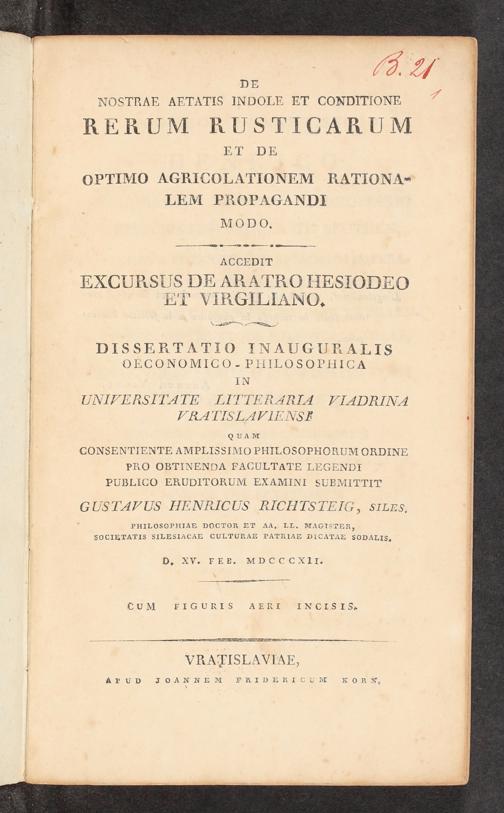 B. 21
DE
NOSTRAE AETATIS INDOLE ET CONDITIONE
RERUM RUSTICARUM
ET DE
OPTIMO AGRICOLATIONEM RATIONA-
LEM PROPAGANDI
MODO.
ACCEDIT
EXCURSUS DE ARATRO HESIODEO
ET VIRGILIANO.
DISSERTATIO INAUGURALIS
OECONOMICO-PHILOSOPHICA
IN
UNIVERSITATE LITTERARIA VIADRINA
VRATISLAVIENSI
QUAM
CONSENTIENTE AMPLISSIMO PHILOSOPHORUM ORDINE
PRO OBTINENDA FACULTATE LEGENDI
PUBLICO ERUDITORUM EXAMINI SUBMITTIT
GUSTAVUS HENRICUS RICHTSTEIG, SILES.
PHILOSOPHIAE DOCTOR ET AA. LL. MAGISTER,
SOCIETATIS SILESIACAE CULTURAE PATRIAE DICATAE SODALIS.
D. XV. FEB. MDCCCXII.
CUM FIGURIS AERI INCISIS.
VRATISLAVIAE,
APUD JOANNEM FRIDERICUM KORN.